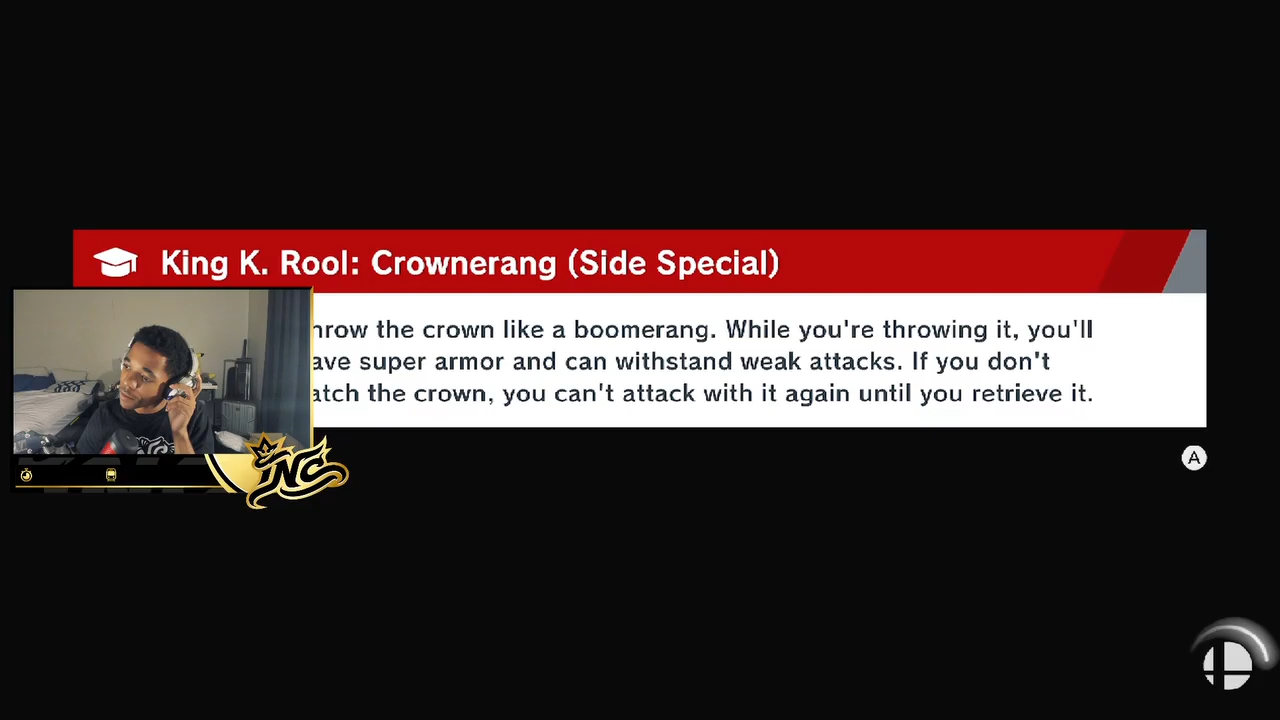 King K. Rool: Crownerang (Side Special)
hrow the crown like a boomerang. While you're throwing it, you'll
ave super armor and can withstand weak attacks. If you don't
atch the crown, you can't attack with it again until you retrieve it.
A
NC